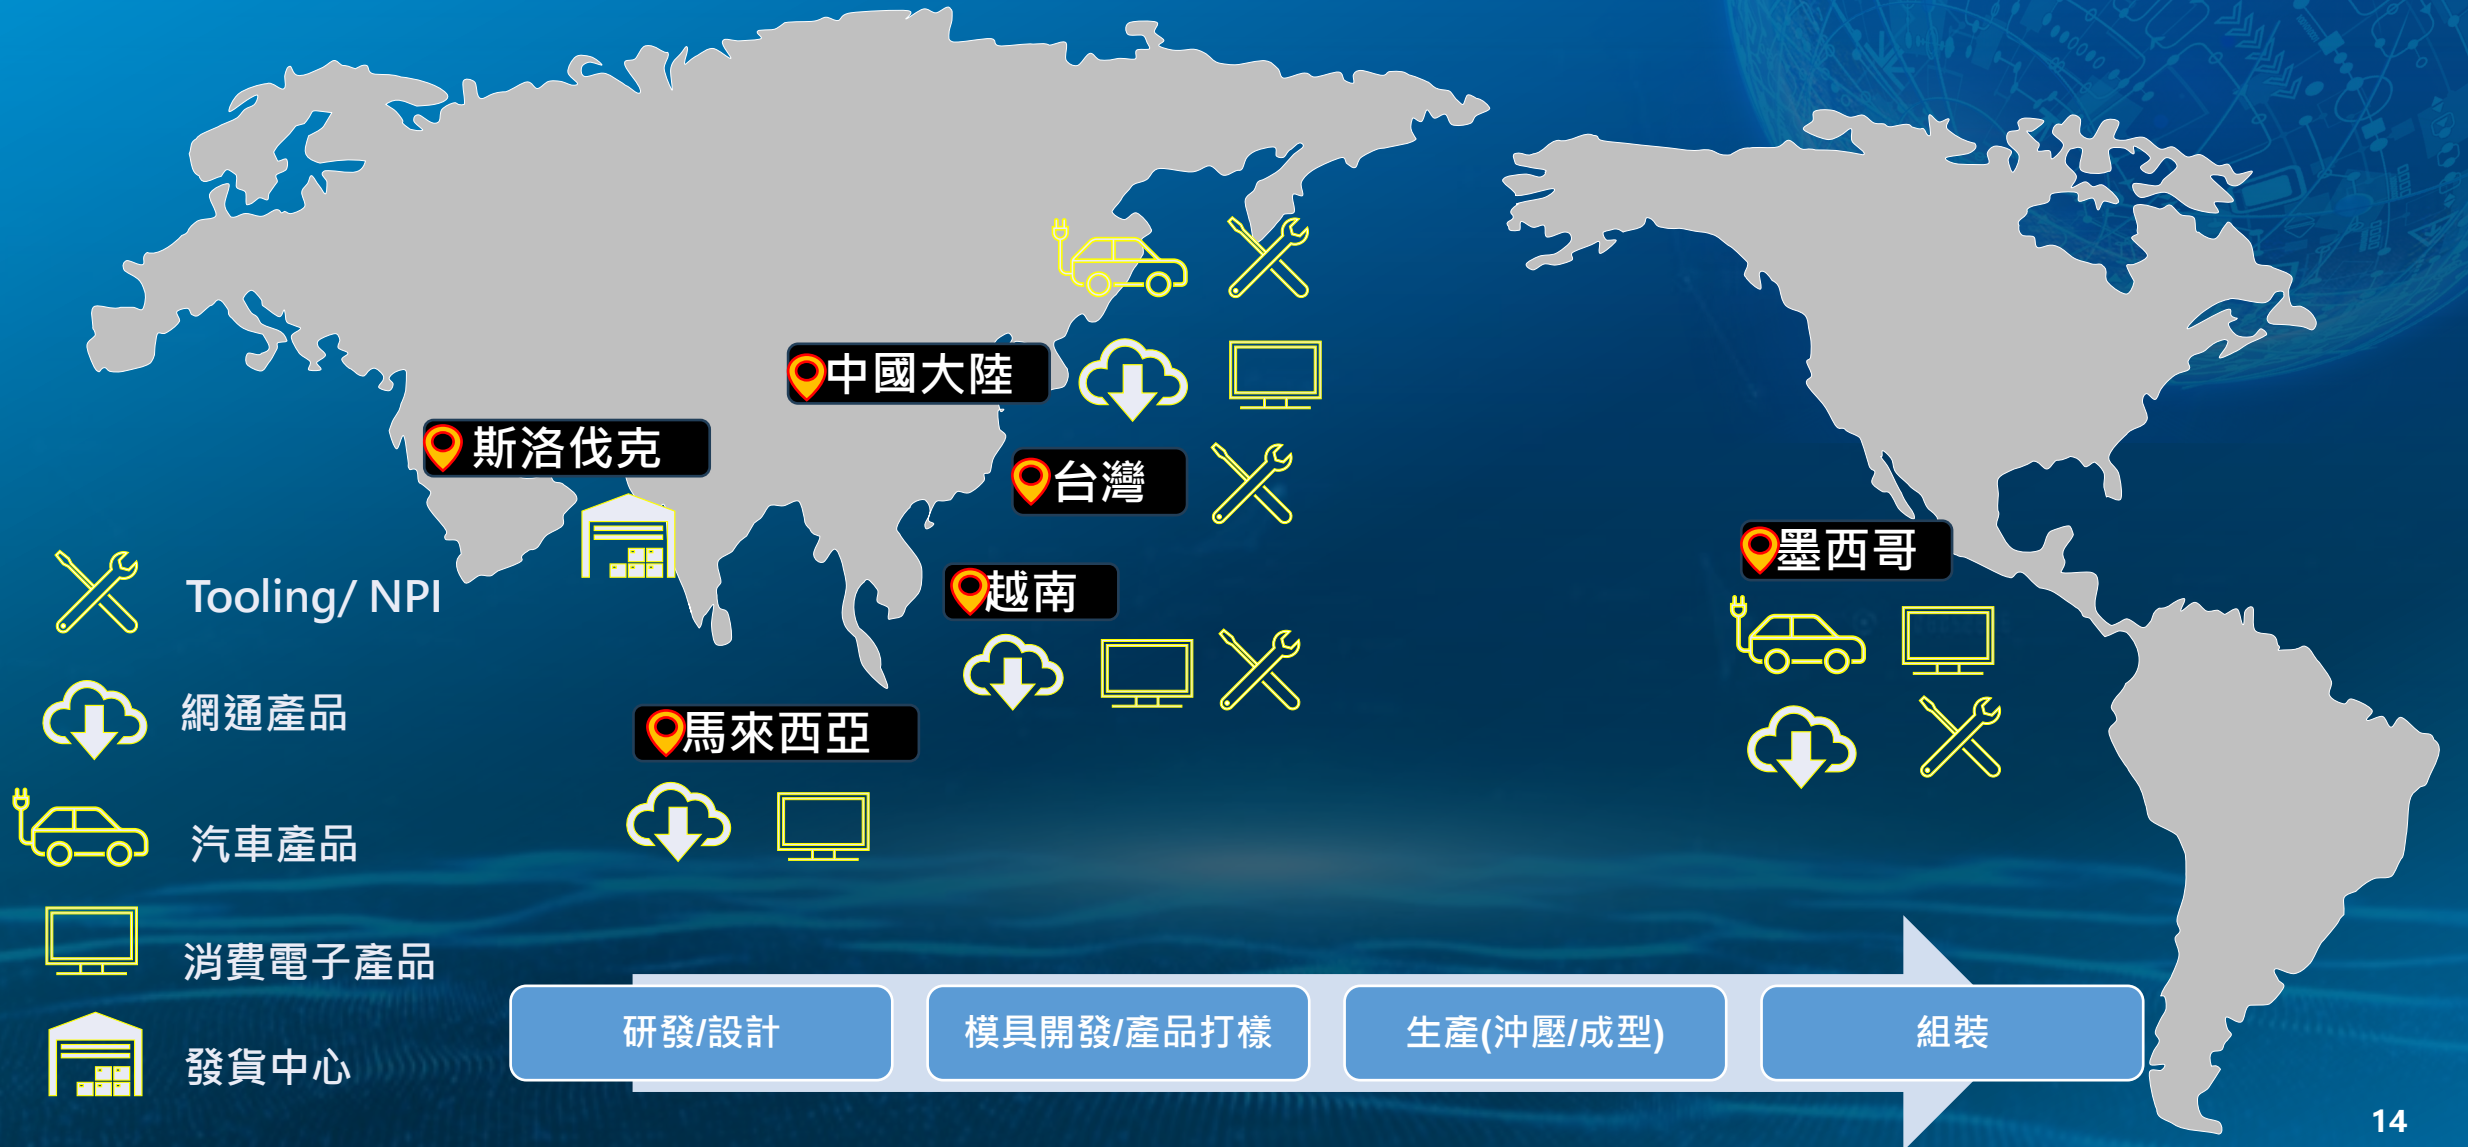 中國大陸
斯洛伐克
台灣
墨西哥
越南
馬來西亞
Tooling/ NPI
網通產品
汽車產品
消費電子產品
發貨中心
研發/設計
模具開發/產品打樣
生產(沖壓/成型)
組裝
14